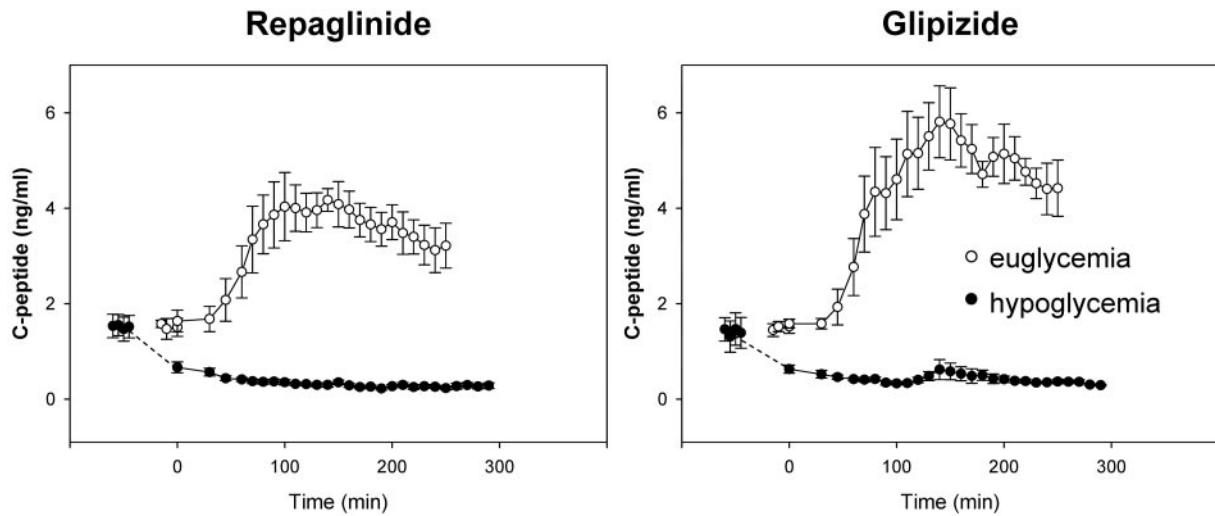 Repaglinide
Glipizide
C-peptide (ng/ml)
6
4
2
0
0
100
200
300
Time (min)
C-peptide (ng/ml)
6
4
2
0
euglycemia
hypoglycemia
0
100
200
300
Time (min)